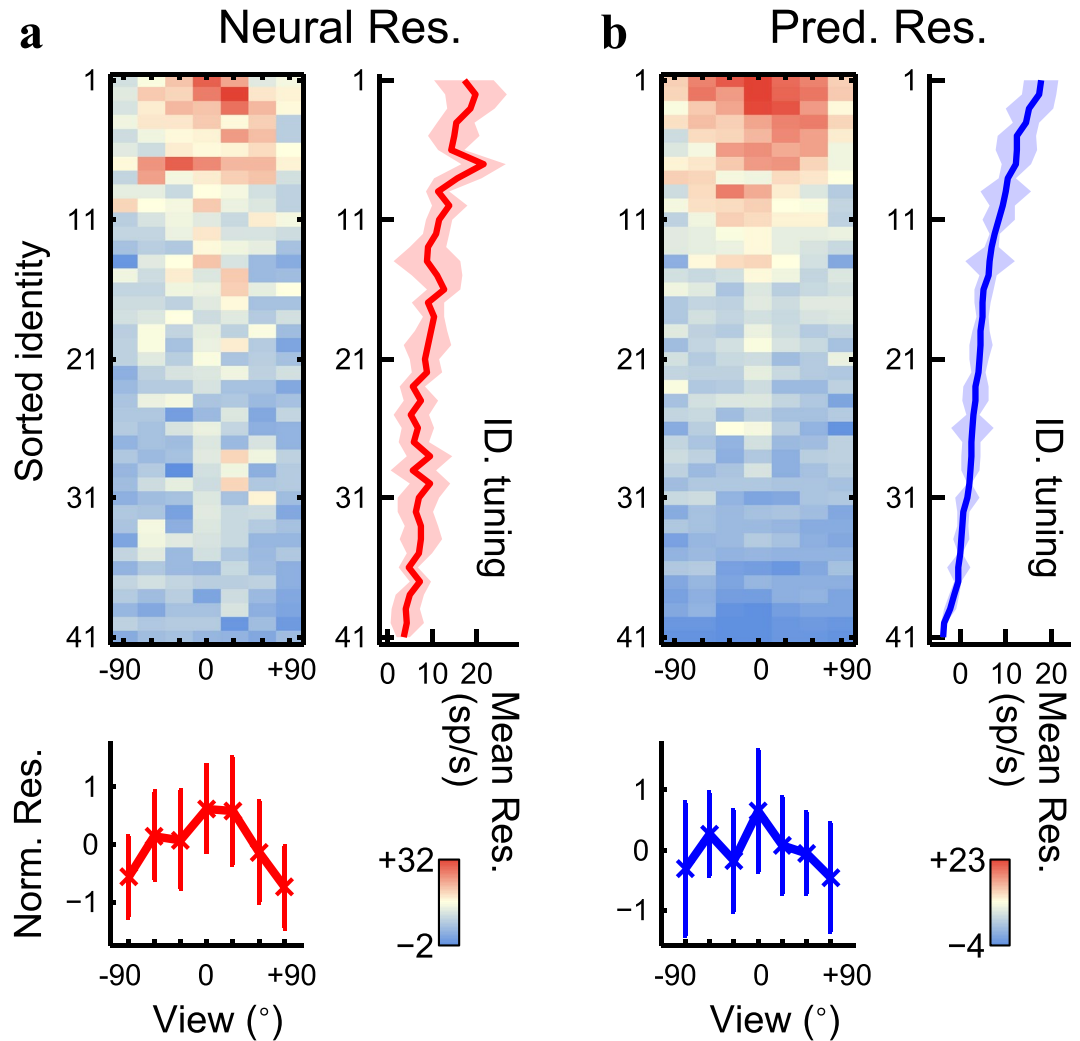 a Neural Res.
1
11
21
31
41
Sorted identity
-90 0 +90
1
11
21
31
41
0 10 20
ID. tuning
Mean Res.
(sp/s)
Norm. Res.
1
0
−1
-90 0 +90
View (°)
+32
−2
b Pred. Res.
1
11
21
31
41
-90 0 +90
1
11
21
31
41
0 10 20
ID. tuning
Mean Res.
(sp/s)
1
0
−1
-90 0 +90
View (°)
+23
−4